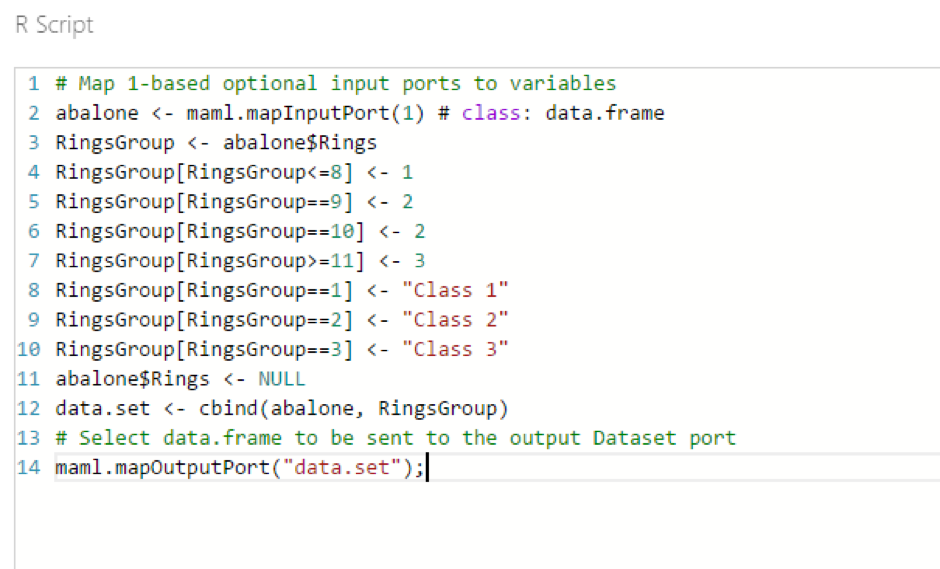 R Script
1 # Map 1-based optional input ports to variables
2 abalone <- maml.mapInputPort(1) # class: data.frame
3 RingsGroup <- abalone$Rings
4 RingsGroup[RingsGroup<=8] <- 1
5 RingsGroup[RingsGroup==9] <- 2
6 RingsGroup[RingsGroup==10] <- 2
7 RingsGroup[RingsGroup>=11] <- 3
8 RingsGroup[RingsGroup==1] <- "Class 1"
9 RingsGroup[RingsGroup==2] <- "Class 2"
10 RingsGroup[RingsGroup==3] <- "Class 3"
11 abalone$Rings <- NULL
12 data.set <- cbind(abalone, RingsGroup)
13 # Select data.frame to be sent to the output Dataset port
14 maml.mapOutputPort("data.set");